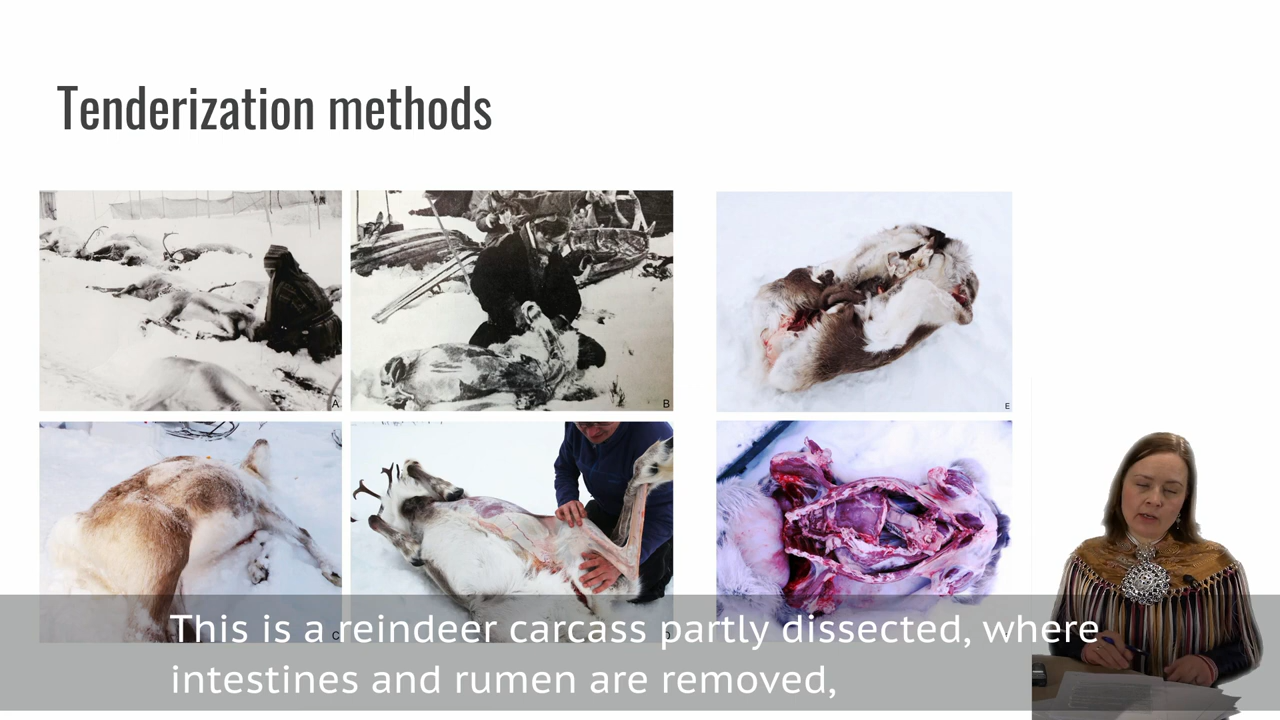 Tenderization methods
A
B
E
C
D
This is a reindeer carcass partly dissected, where
intestines and rumen are removed,